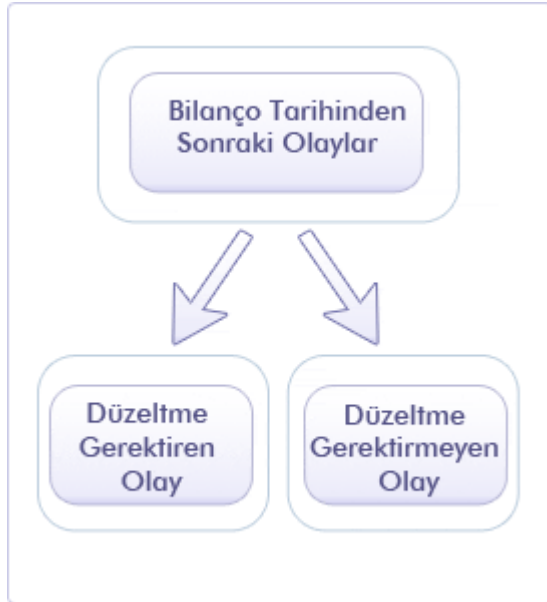 Bilanço Tarihinden
Sonraki Olaylar
Düzeltme
Gerektiren
Olay
Düzeltme
Gerektirmeyen
Olay